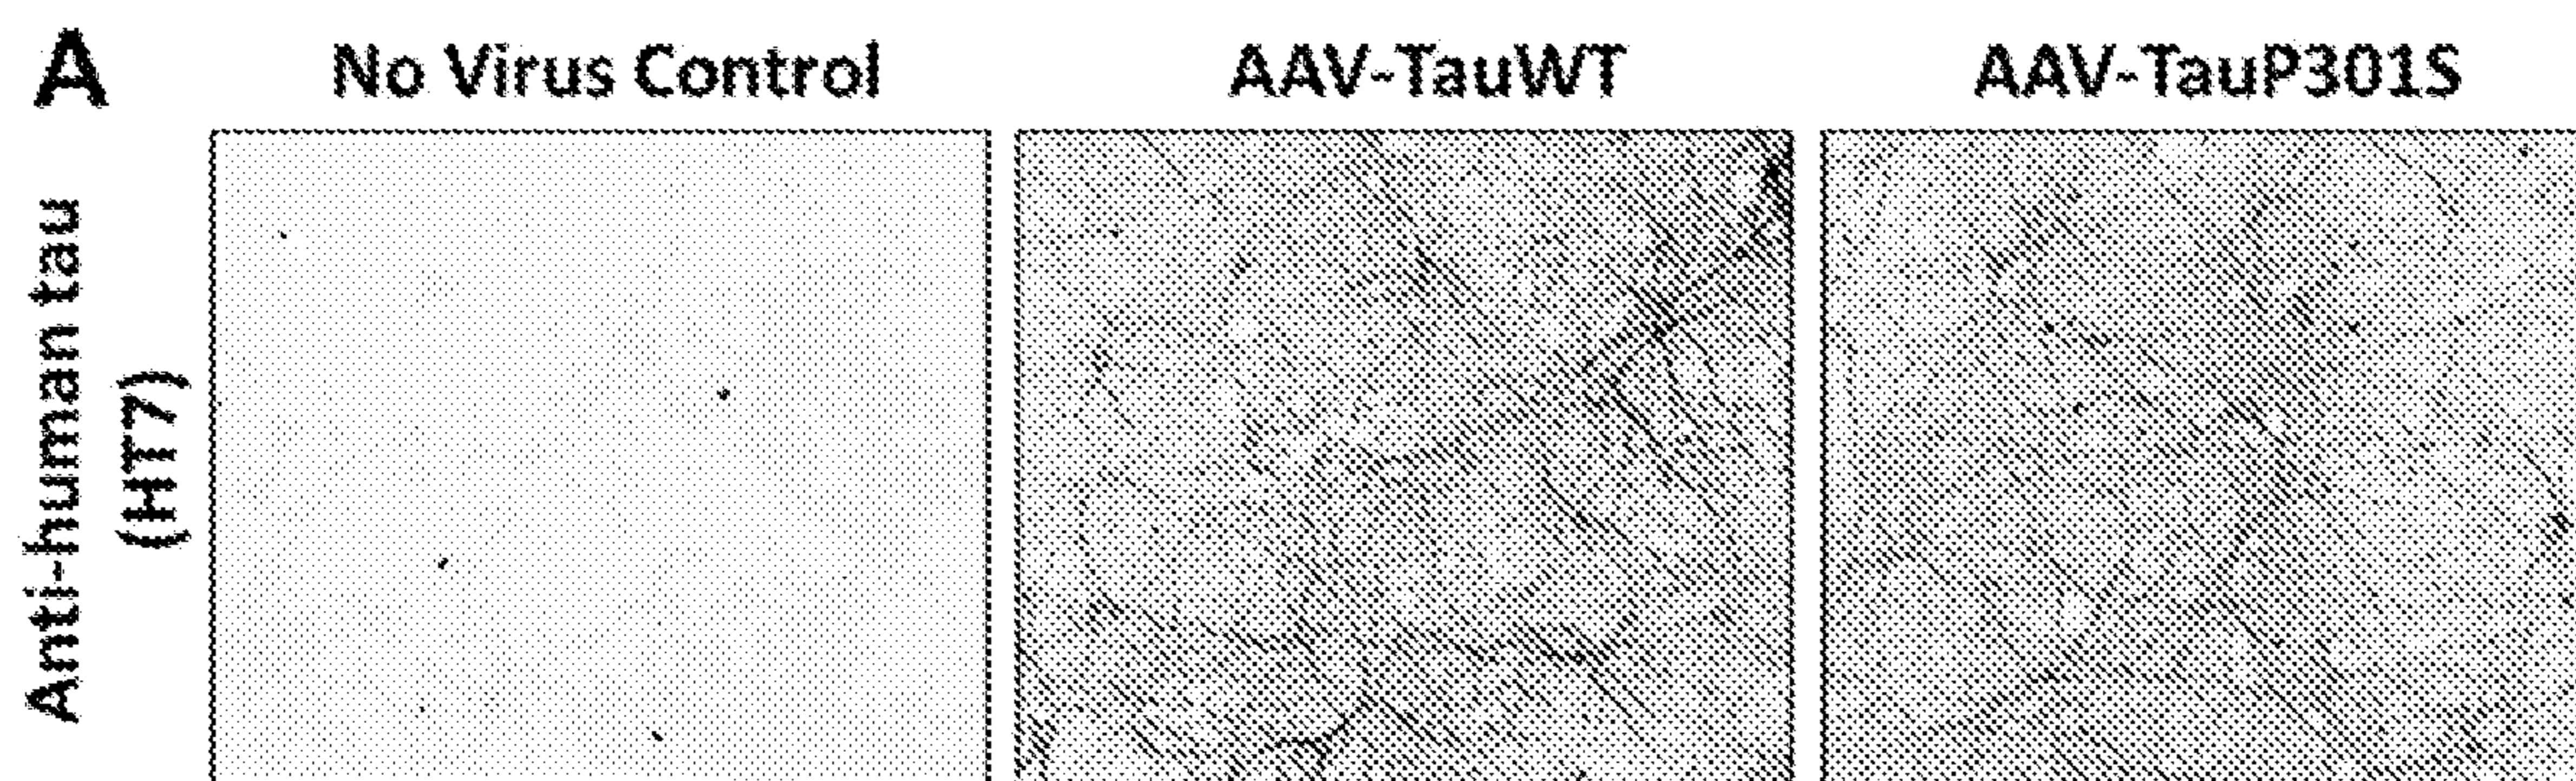 A
No Virus Control
AAV-TauWT
AAV-TauP301S
Anti-human tau
(HT7)